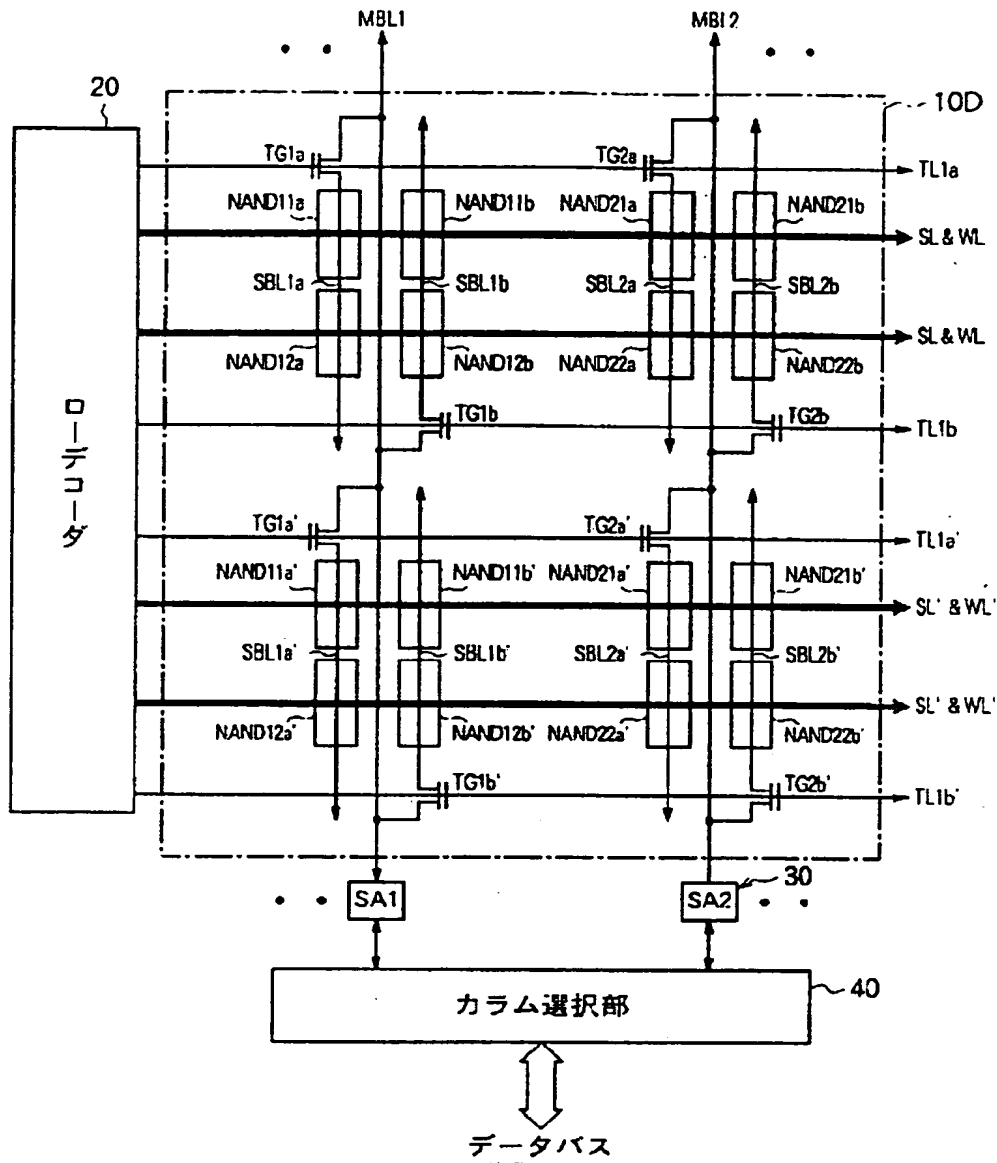 MBL1
MBL2
20
10D
TG1a
TG2a
TL1a
NAND11a
NAND11b
NAND21a
NAND21b
SL & WL
SBL1a
SBL1b
SBL2a
SBL2b
SL & WL
NAND12a
NAND12b
NAND22a
NAND22b
TG1b
TG2b
TL1b
ローデコーダ
TG1a'
TG2a'
TL1a'
NAND11a'
NAND11b'
NAND21a'
NAND21b'
SL' & WL'
SBL1a'
SBL1b'
SBL2a'
SBL2b'
SL' & WL'
NAND12a'
NAND12b'
NAND22a'
NAND22b'
TG1b'
TG2b'
TL1b'
SA1
SA2
30
カラム選択部
40
データバス